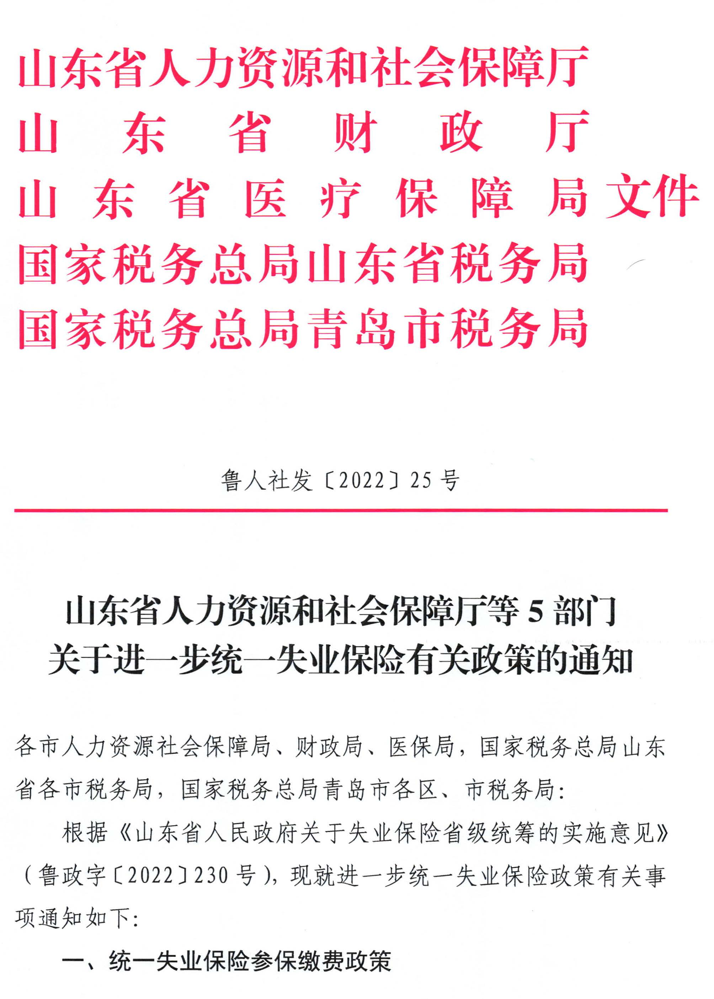 山东省人力资源和社会保障厅
山东省财政厅
山东省医疗保障局文件
国家税务总局山东省税务局
国家税务总局青岛市税务局
鲁人社发〔2022〕25号
山东省人力资源和社会保障厅等5部门
关于进一步统一失业保险有关政策的通知
各市人力资源社会保障局、财政局、医保局，国家税务总局山东
省各市税务局，国家税务总局青岛市各区、市税务局：
根据《山东省人民政府关于失业保险省级统筹的实施意见》
（鲁政字〔2022〕230号），现就进一步统一失业保险政策有关事
项通知如下：
一、统一失业保险参保缴费政策